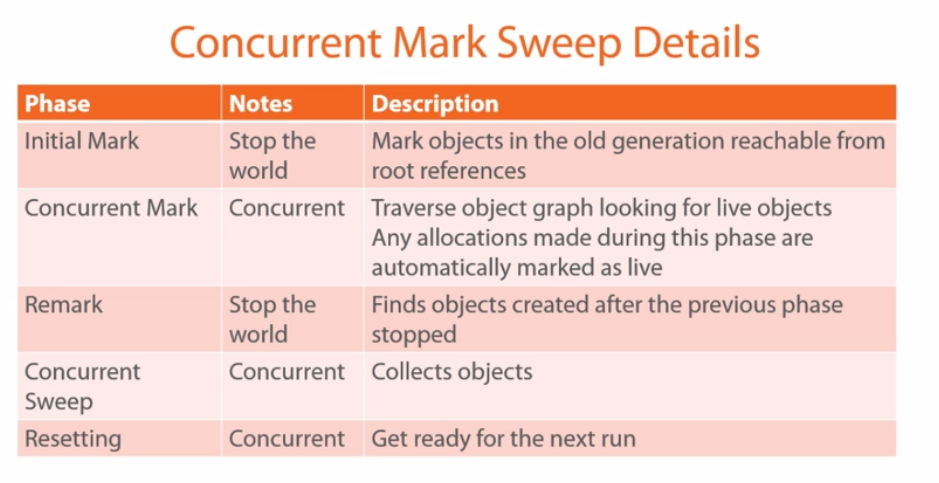 Concurrent Mark Sweep Details
Phase Notes Description
Initial Mark Stop the world Mark objects in the old generation reachable from root references
Concurrent Mark Concurrent Traverse object graph looking for live objects
Any allocations made during this phase are automatically marked as live
Remark Stop the world Finds objects created after the previous phase stopped
Concurrent Sweep Concurrent Collects objects
Resetting Concurrent Get ready for the next run